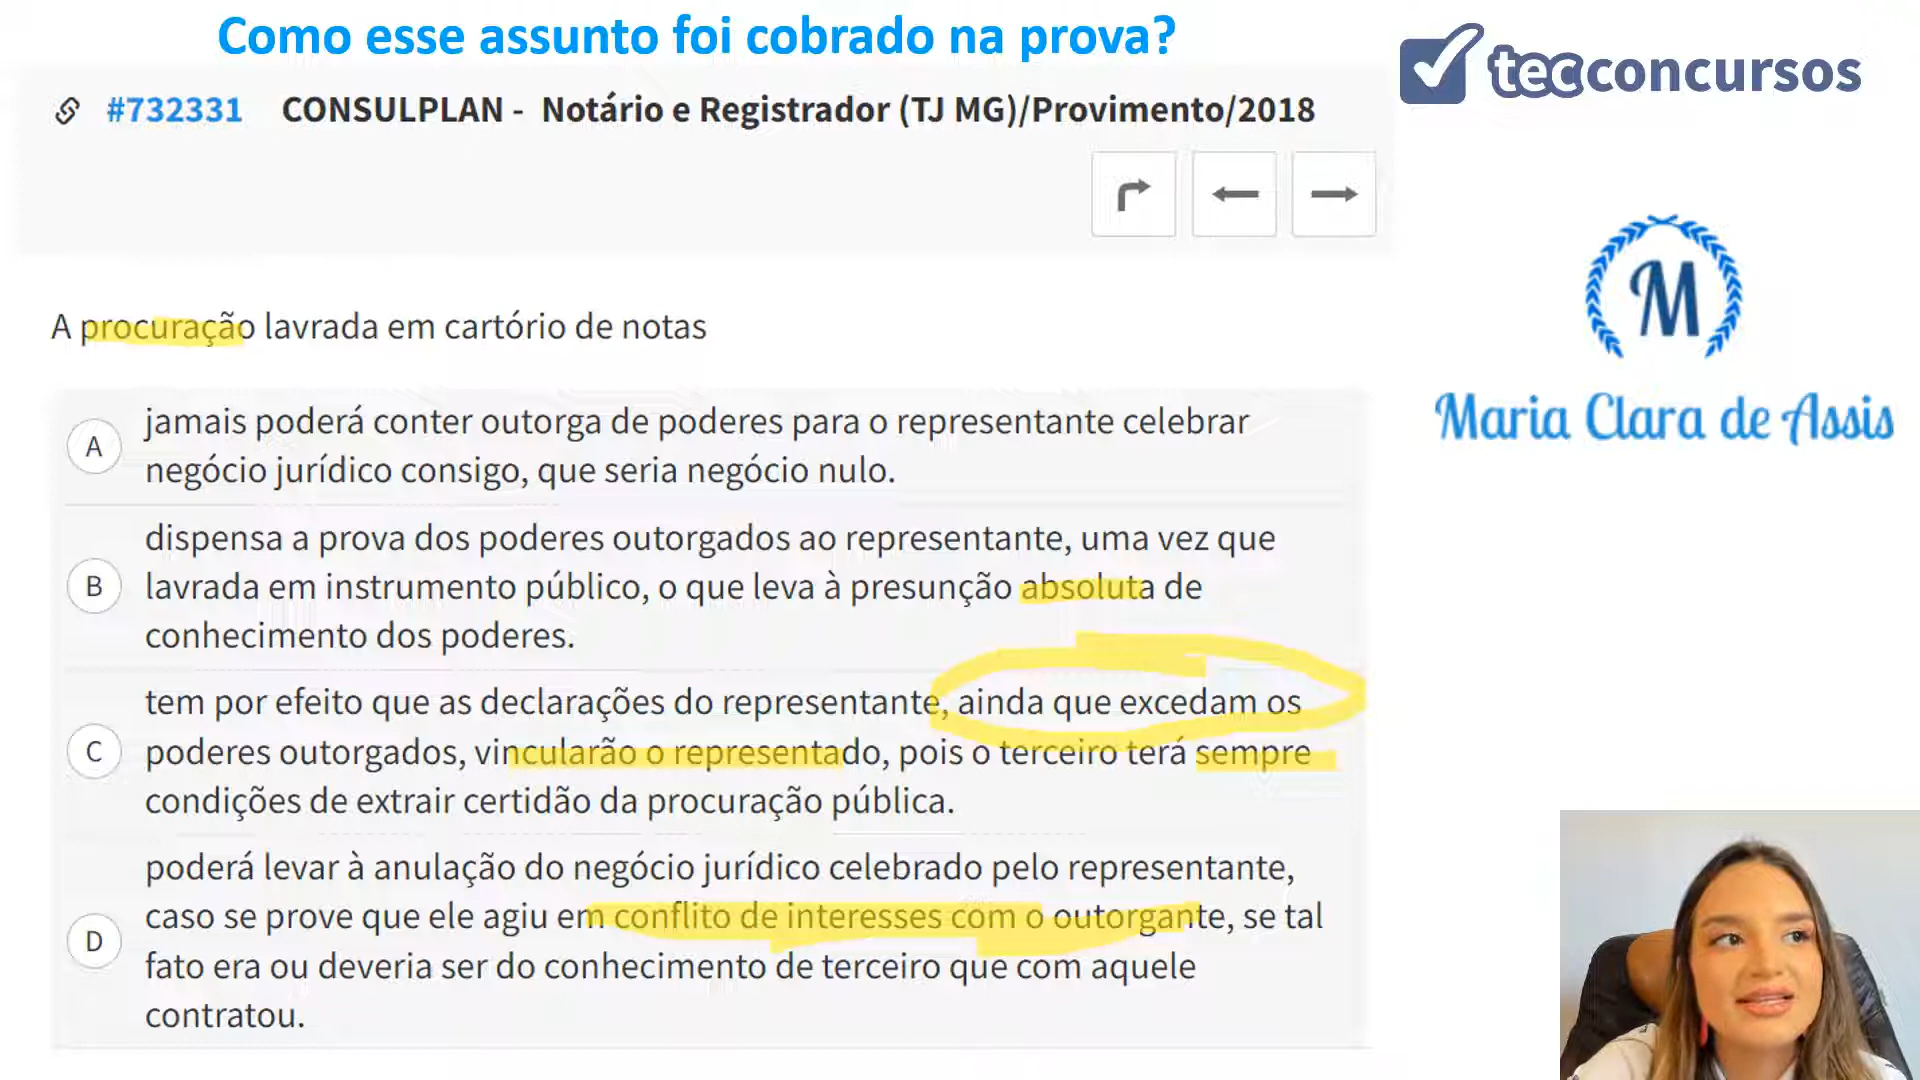 Como esse assunto foi cobrado na prova?
tecconcursos
#732331 CONSULPLAN - Notário e Registrador (TJ MG)/Provimento/2018
M
Maria Clara de Assis
A procuração lavrada em cartório de notas
A
jamais poderá conter outorga de poderes para o representante celebrar
negócio jurídico consigo, que seria negócio nulo.
B
dispensa a prova dos poderes outorgados ao representante, uma vez que
lavrada em instrumento público, o que leva à presunção absoluta de
conhecimento dos poderes.
C
tem por efeito que as declarações do representante, ainda que excedam os
poderes outorgados, vincularão o representado, pois o terceiro terá sempre
condições de extrair certidão da procuração pública.
D
poderá levar à anulação do negócio jurídico celebrado pelo representante,
caso se prove que ele agiu em conflito de interesses com o outorgante, se tal
fato era ou deveria ser do conhecimento de terceiro que com aquele
contratou.